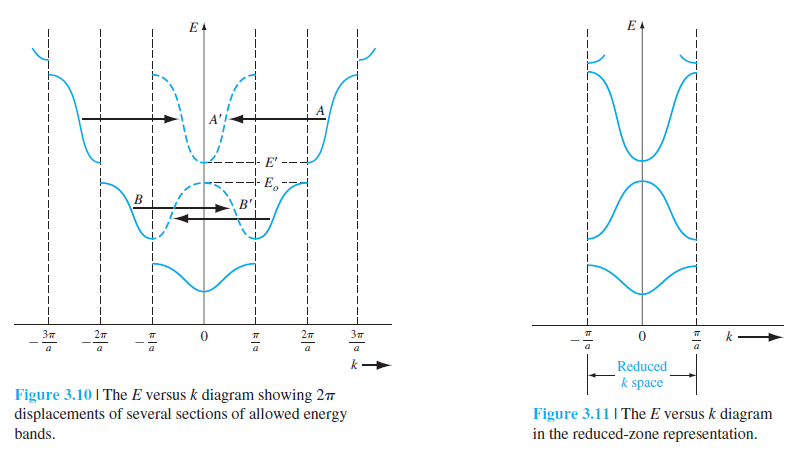 E
A
A'
E'
E₀
B
B'
−3π/a
−2π/a
−π/a
0
π/a
2π/a
3π/a
k
Figure 3.10 | The E versus k diagram showing 2π
displacements of several sections of allowed energy
bands.
E
−π/a
0
π/a
k
Reduced
k space
Figure 3.11 | The E versus k diagram
in the reduced-zone representation.